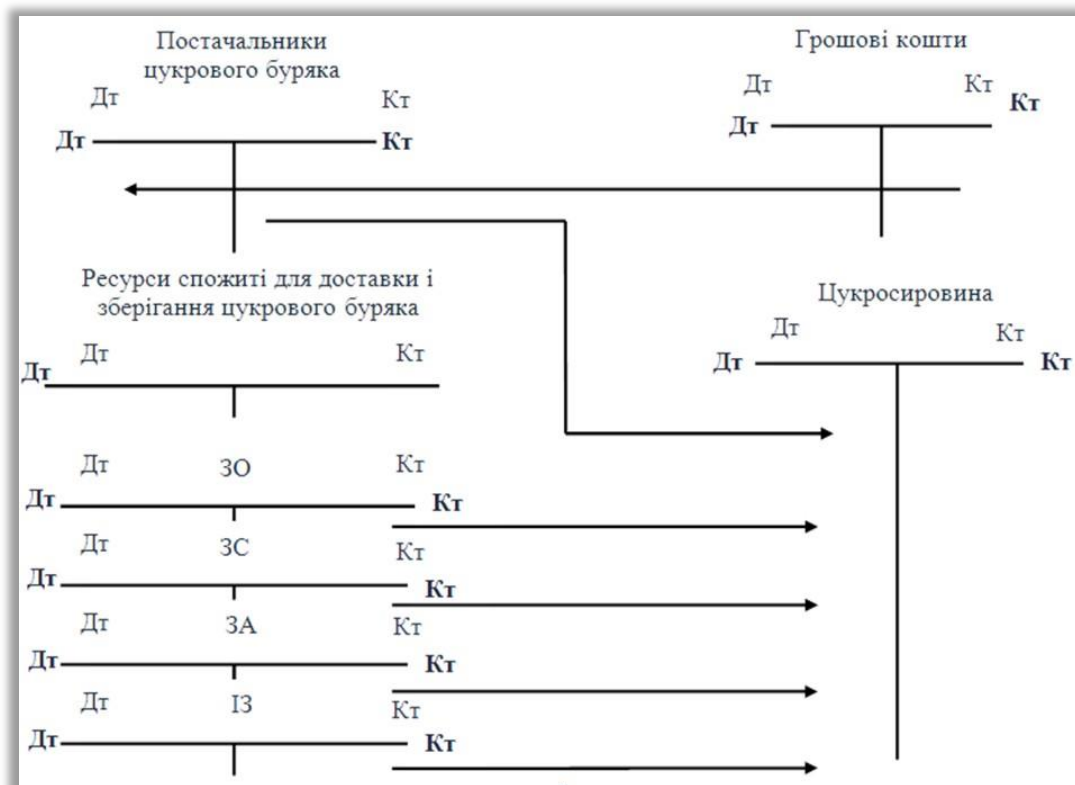 Постачальники
цукрового буряка
Дт Кт
Дт Кт
Грошові кошти
Дт Кт
Дт Кт
Ресурси спожиті для доставки і
зберігання цукрового буряка
Дт Кт
Дт
Цукросировина
Дт Кт
Дт Кт
Дт ЗО Кт
Дт Кт
Дт ЗС Кт
Дт Кт
Дт ЗА Кт
Дт Кт
Дт ІЗ Кт
Дт Кт